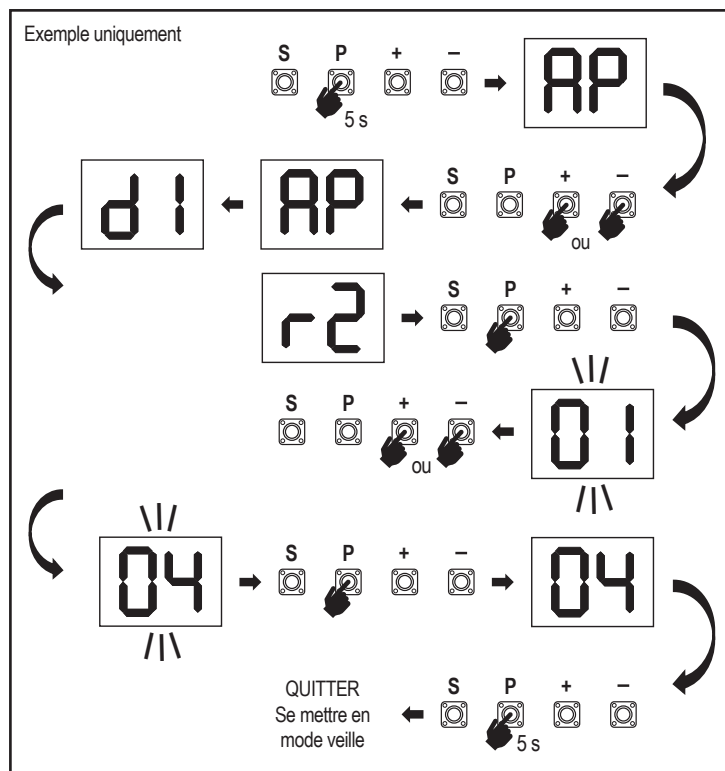 Exemple uniquement
S P + −
5 s
AP
S P + −
ou
AP
d1
r2
S P + −
01
S P + −
ou
04
S P + −
04
S P + −
5 s
QUITTER
Se mettre en
mode veille